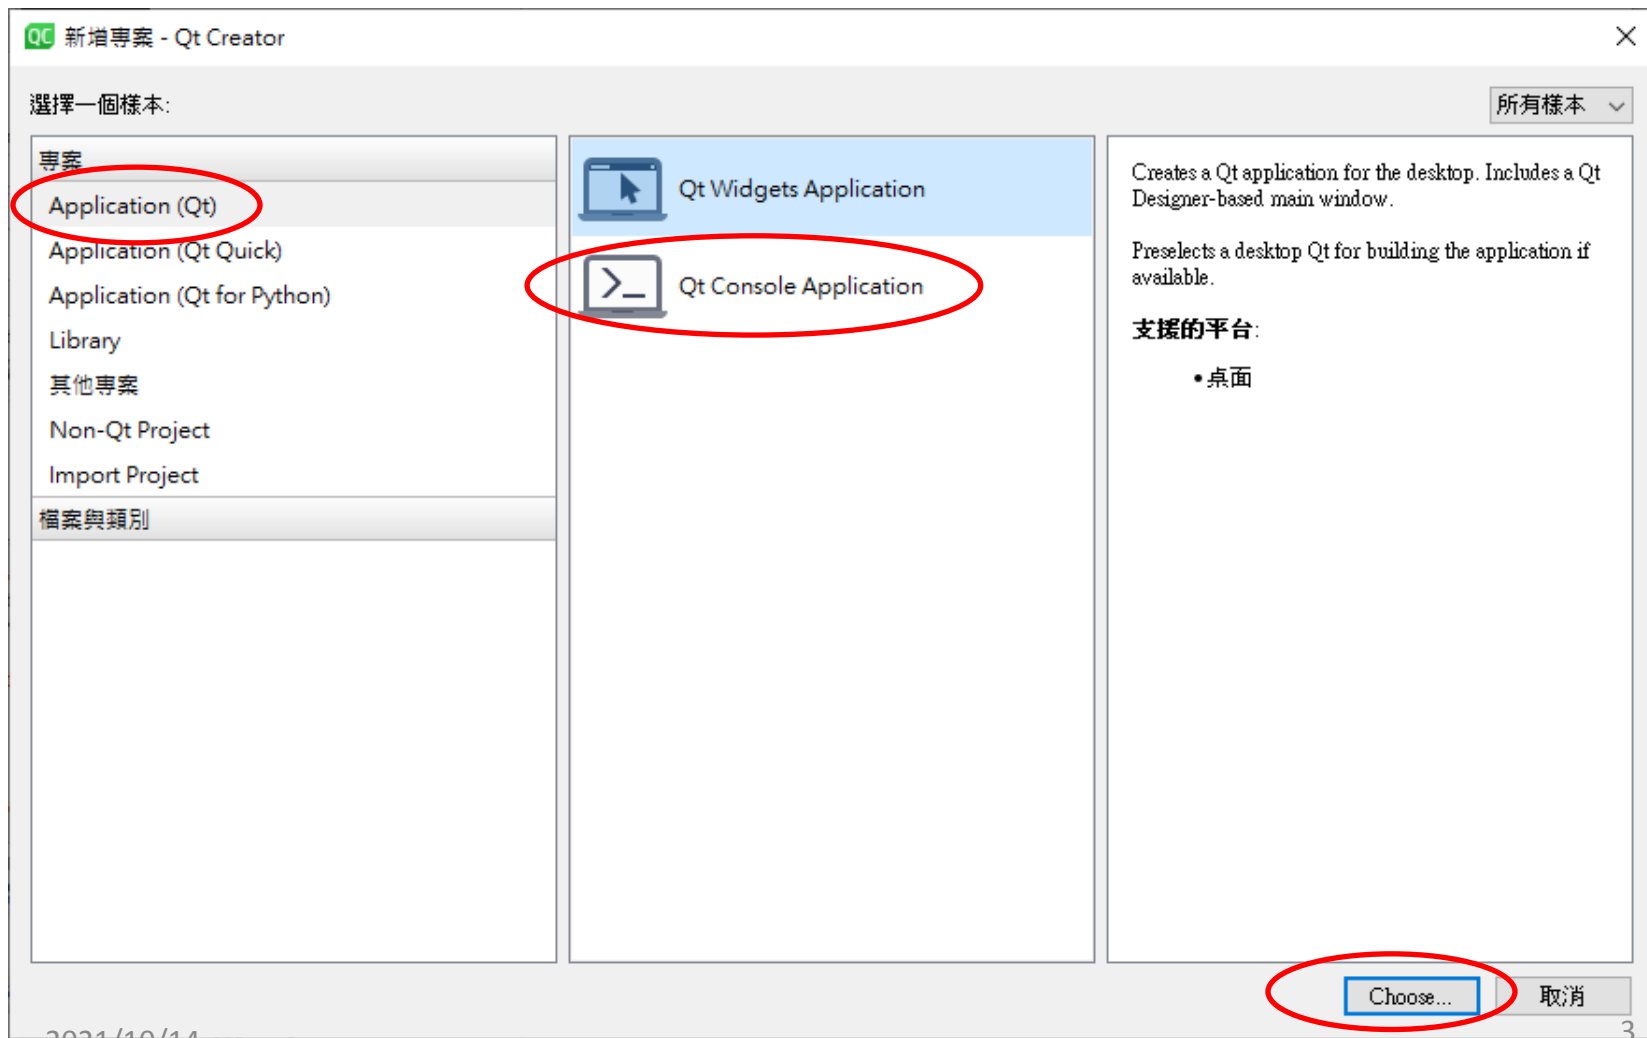 QC 新增專案 - Qt Creator
選擇一個樣本:
所有樣本
專案
Application (Qt)
Application (Qt Quick)
Application (Qt for Python)
Library
其他專案
Non-Qt Project
Import Project
檔案與類別
Qt Widgets Application
Qt Console Application
Creates a Qt application for the desktop. Includes a Qt
Designer-based main window.
Preselects a desktop Qt for building the application if
available.
支援的平台:
•桌面
Choose...
取消
2021/10/14
3